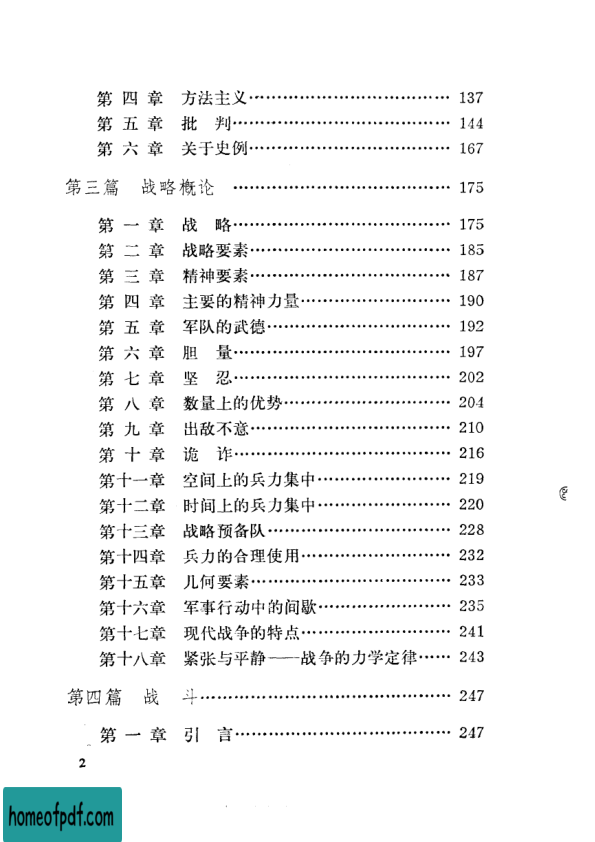 第四章 方法主义……………………………… 137
第五章 批 判……………………………… 144
第六章 关于史例……………………………… 167
第三篇 战略概论 ……………………………… 175
第一章 战 略……………………………… 175
第二章 战略要素……………………………… 185
第三章 精神要素……………………………… 187
第四章 主要的精神力量……………………… 190
第五章 军队的武德…………………………… 192
第六章 胆 量……………………………… 197
第七章 坚 忍……………………………… 202
第八章 数量上的优势………………………… 204
第九章 出敌不意……………………………… 210
第十章 诡 诈……………………………… 216
第十一章 空间上的兵力集中………………… 219
第十二章 时间上的兵力集中………………… 220
第十三章 战略预备队………………………… 228
第十四章 兵力的合理使用…………………… 232
第十五章 几何要素…………………………… 233
第十六章 军事行动中的间歇………………… 235
第十七章 现代战争的特点…………………… 241
第十八章 紧张与平静——战争的力学定律…… 243
第四篇 战 斗……………………………… 247
第一章 引 言……………………………… 247
2
homeofpdf.com